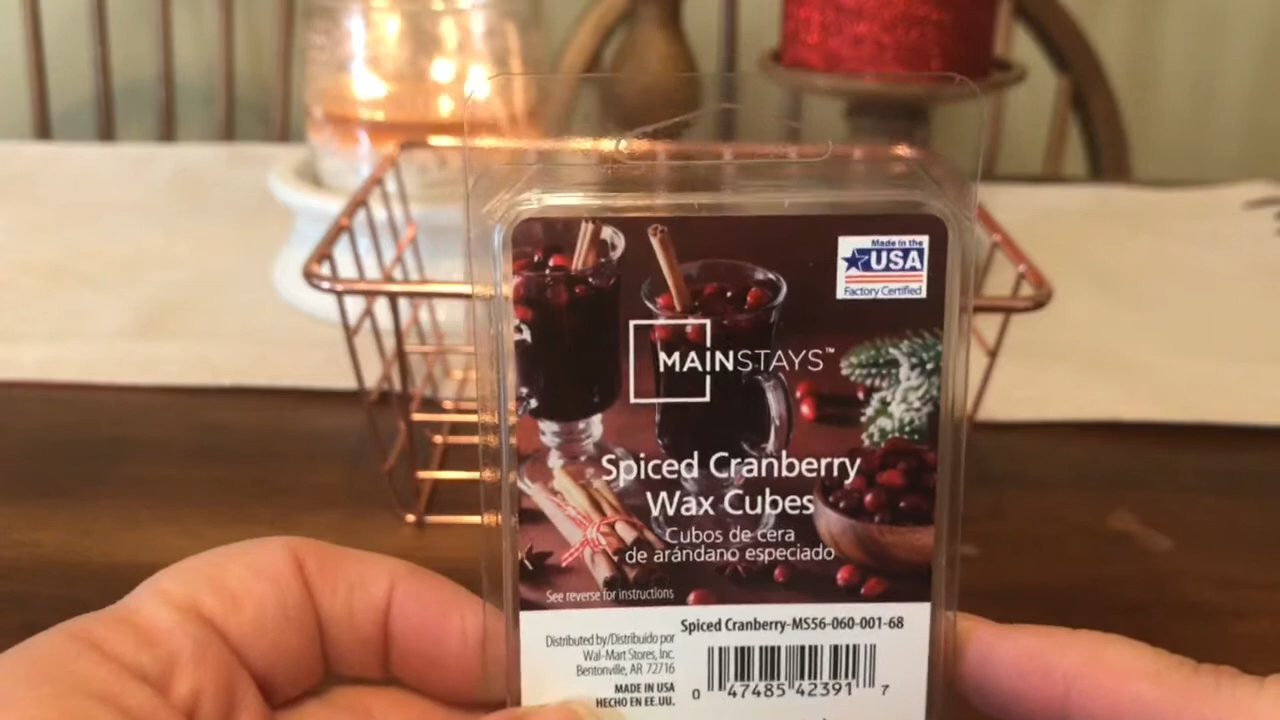 Made in the
USA
Factory Certified
MAINSTAYS™
Spiced Cranberry
Wax Cubes
Cubos de cera
de arándano especiado
See reverse for instructions
Spiced Cranberry-MS56-060-001-68
Distributed by/Distribuido por
Wal-Mart Stores, Inc.
Bentonville, AR 72716
MADE IN USA
HECHO EN EE.UU.
0 47485 42391 7